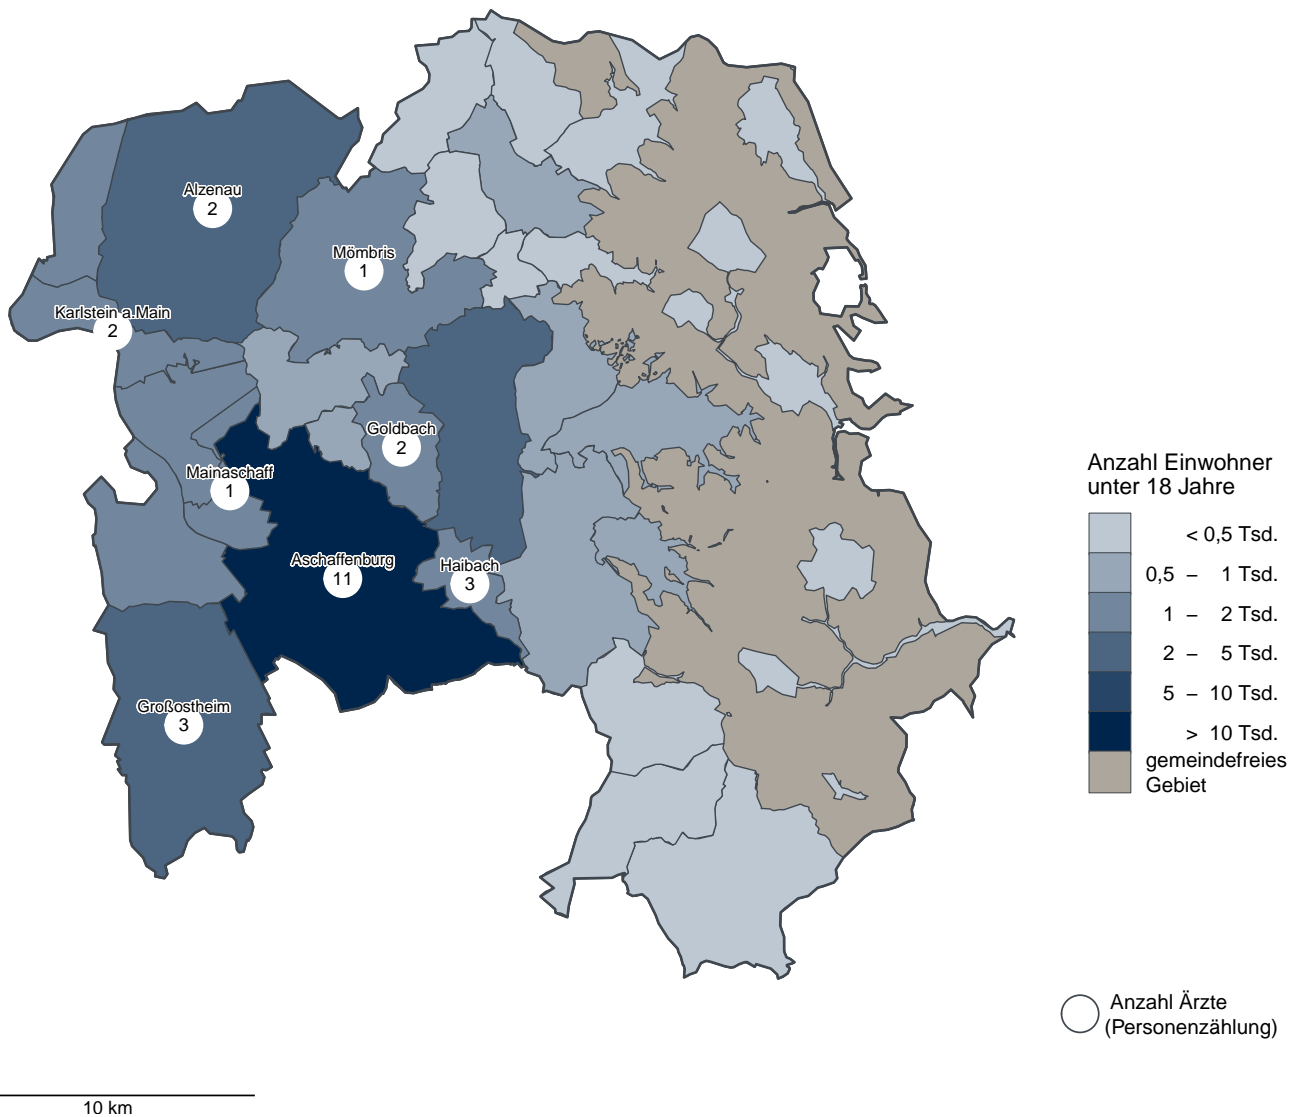 Alzenau
2
Mömbris
1
Karlstein a.Main
2
Goldbach
2
Mainaschaff
1
Aschaffenburg
11
Haibach
3
Großostheim
3
Anzahl Einwohner
unter 18 Jahre
< 0,5 Tsd.
0,5 – 1 Tsd.
1 – 2 Tsd.
2 – 5 Tsd.
5 – 10 Tsd.
> 10 Tsd.
gemeindefreies
Gebiet
Anzahl Ärzte
(Personenzählung)
10 km